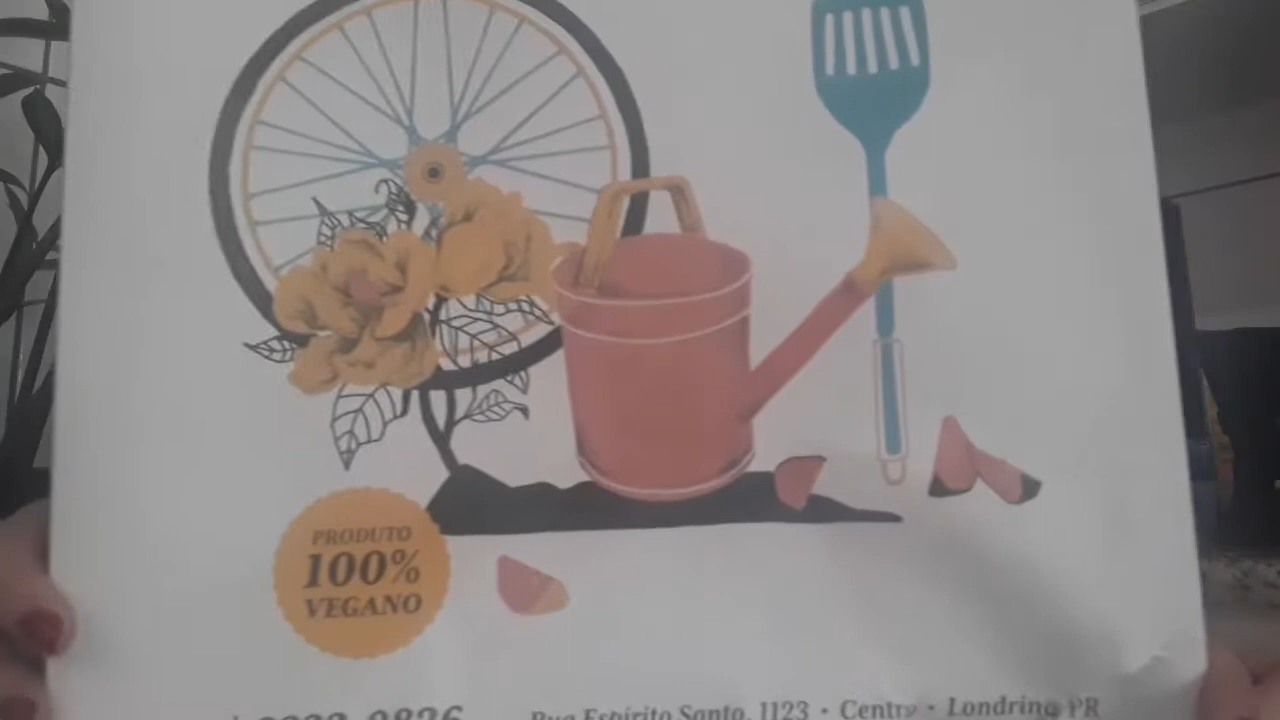 PRODUTO
100%
VEGANO
Rua Espírito Santo, 1123 • Centro • Londrina PR